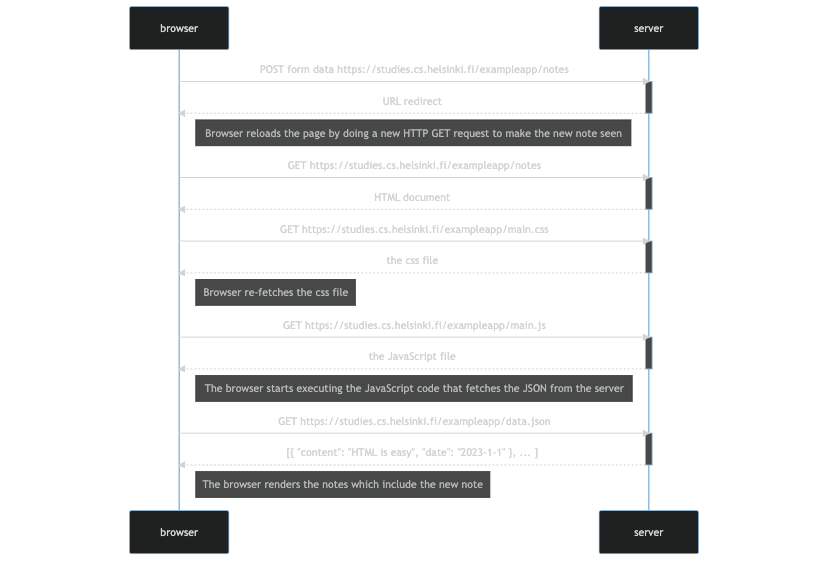 browser
server
POST form data https://studies.cs.helsinki.fi/exampleapp/notes
URL redirect
Browser reloads the page by doing a new HTTP GET request to make the new note seen
GET https://studies.cs.helsinki.fi/exampleapp/notes
HTML document
GET https://studies.cs.helsinki.fi/exampleapp/main.css
the css file
Browser re-fetches the css file
GET https://studies.cs.helsinki.fi/exampleapp/main.js
the JavaScript file
The browser starts executing the JavaScript code that fetches the JSON from the server
GET https://studies.cs.helsinki.fi/exampleapp/data.json
[{ "content": "HTML is easy", "date": "2023-1-1" }, ... ]
The browser renders the notes which include the new note
browser
server